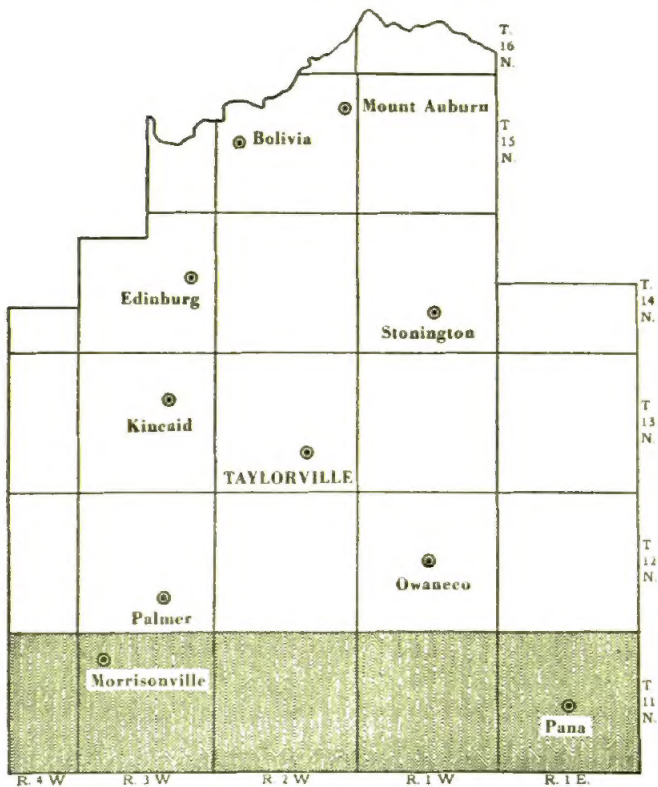 T.
16
N.
Mount Auburn
Bolivia
T
15
N.
Edinburg
T.
14
N.
Stonington
Kincaid
T.
13
N.
TAYLORVILLE
T
12
N.
Owaneco
Palmer
Morrisonville
T
11
N.
Pana
R. 4 W
R. 3 W
R. 2 W
R. 1 W
R. 1 E.